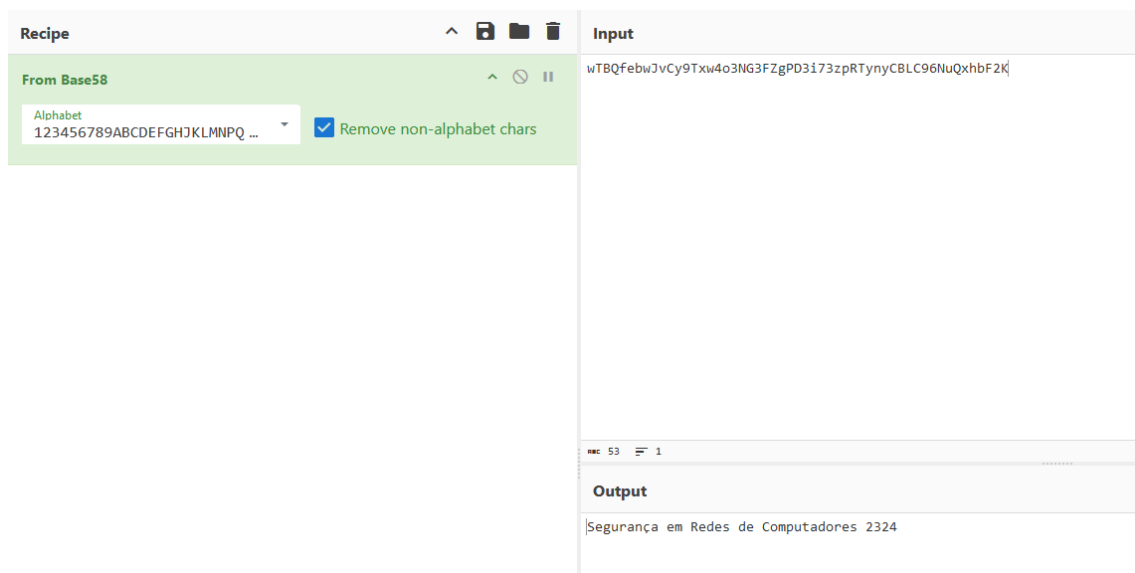 Recipe
From Base58
Alphabet
123456789ABCDEFGHJKLMNPQ …
Remove non-alphabet chars
Input
wTBQfebwJvCy9Txw4o3NG3FZgPD3i73zpRTynyCBLC96NuQxhbF2K
ABC 53 1
Output
Segurança em Redes de Computadores 2324